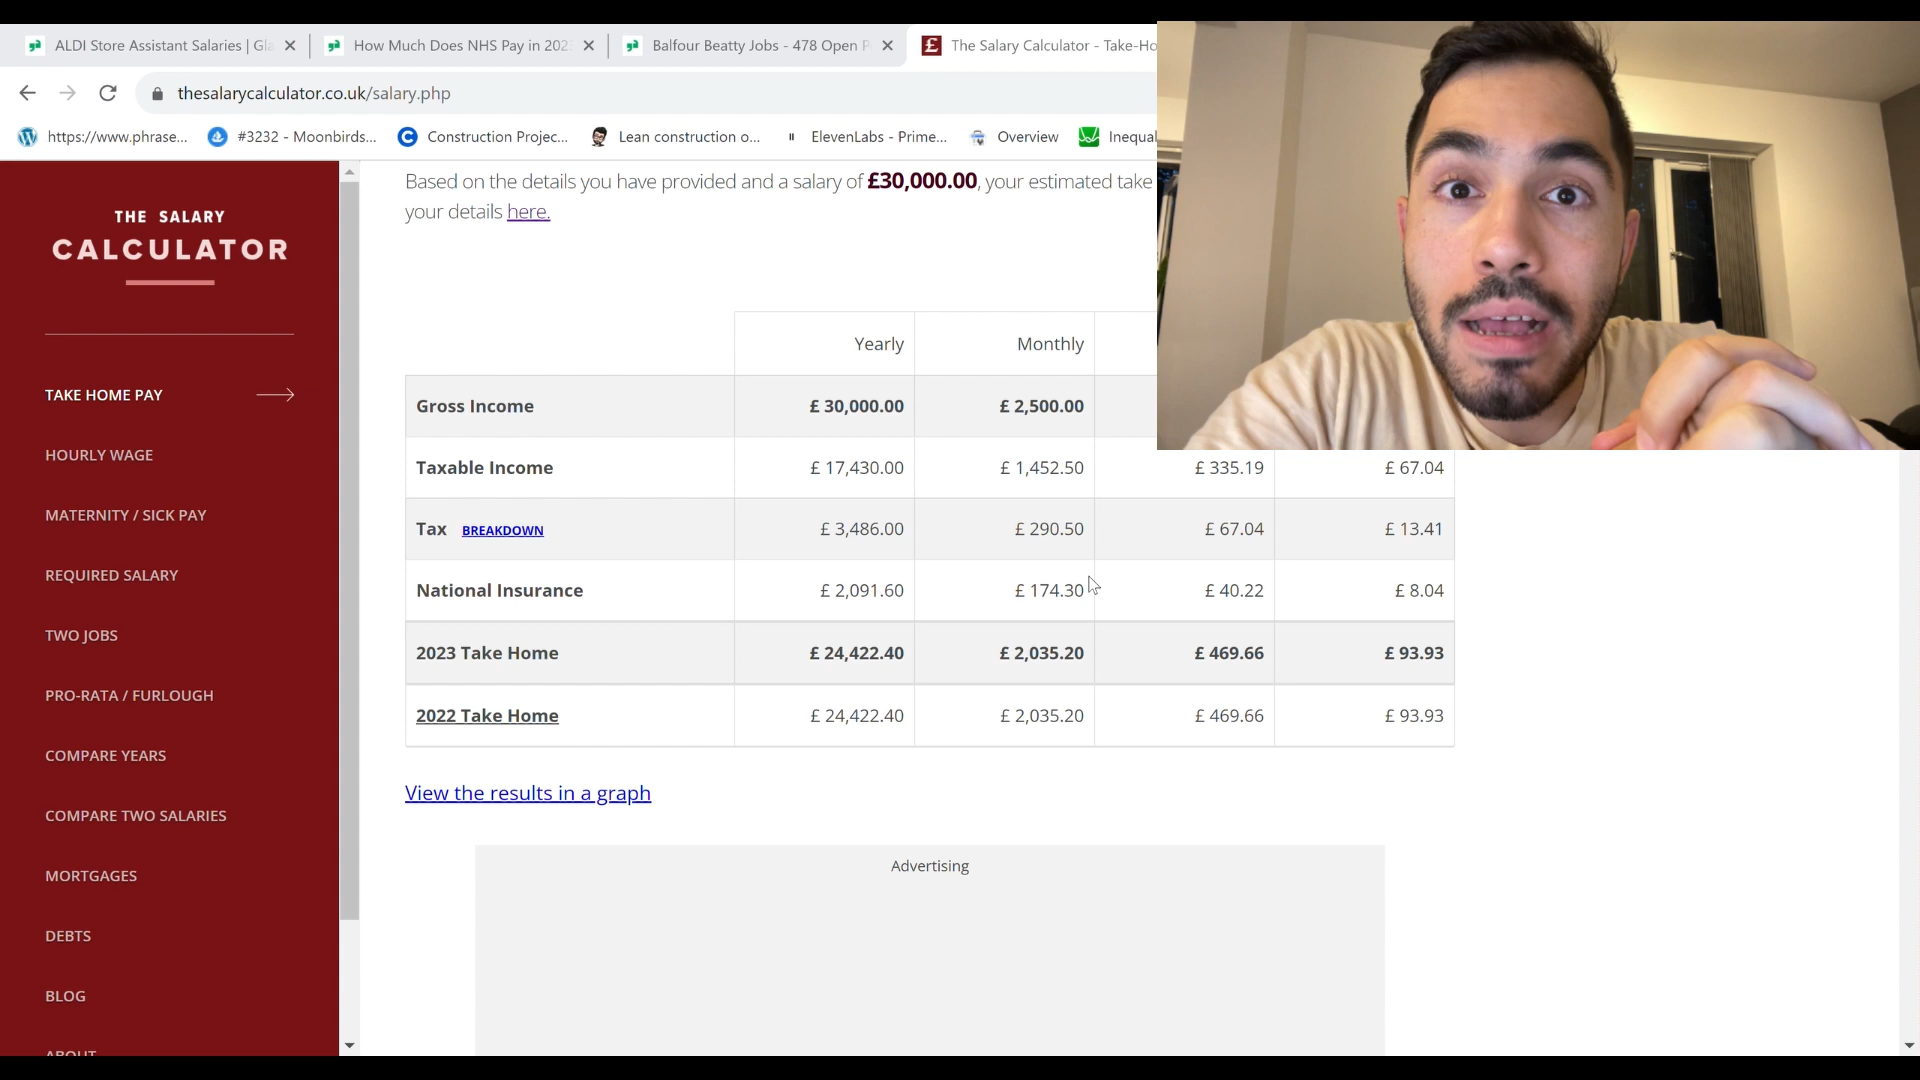 ALDI Store Assistant Salaries | Gla
How Much Does NHS Pay in 202
Balfour Beatty Jobs - 478 Open P
The Salary Calculator - Take-Ho
thesalarycalculator.co.uk/salary.php
https://www.phrase...
#3232 - Moonbirds...
Construction Projec...
Lean construction o...
ElevenLabs - Prime...
Overview
Inequal
THE SALARY
CALCULATOR
TAKE HOME PAY
HOURLY WAGE
MATERNITY / SICK PAY
REQUIRED SALARY
TWO JOBS
PRO-RATA / FURLOUGH
COMPARE YEARS
COMPARE TWO SALARIES
MORTGAGES
DEBTS
BLOG
ABOUT
Based on the details you have provided and a salary of £30,000.00, your estimated take
your details here.
Yearly Monthly
Gross Income £ 30,000.00 £ 2,500.00
Taxable Income £ 17,430.00 £ 1,452.50 £ 335.19 £ 67.04
Tax BREAKDOWN £ 3,486.00 £ 290.50 £ 67.04 £ 13.41
National Insurance £ 2,091.60 £ 174.30 £ 40.22 £ 8.04
2023 Take Home £ 24,422.40 £ 2,035.20 £ 469.66 £ 93.93
2022 Take Home £ 24,422.40 £ 2,035.20 £ 469.66 £ 93.93
View the results in a graph
Advertising